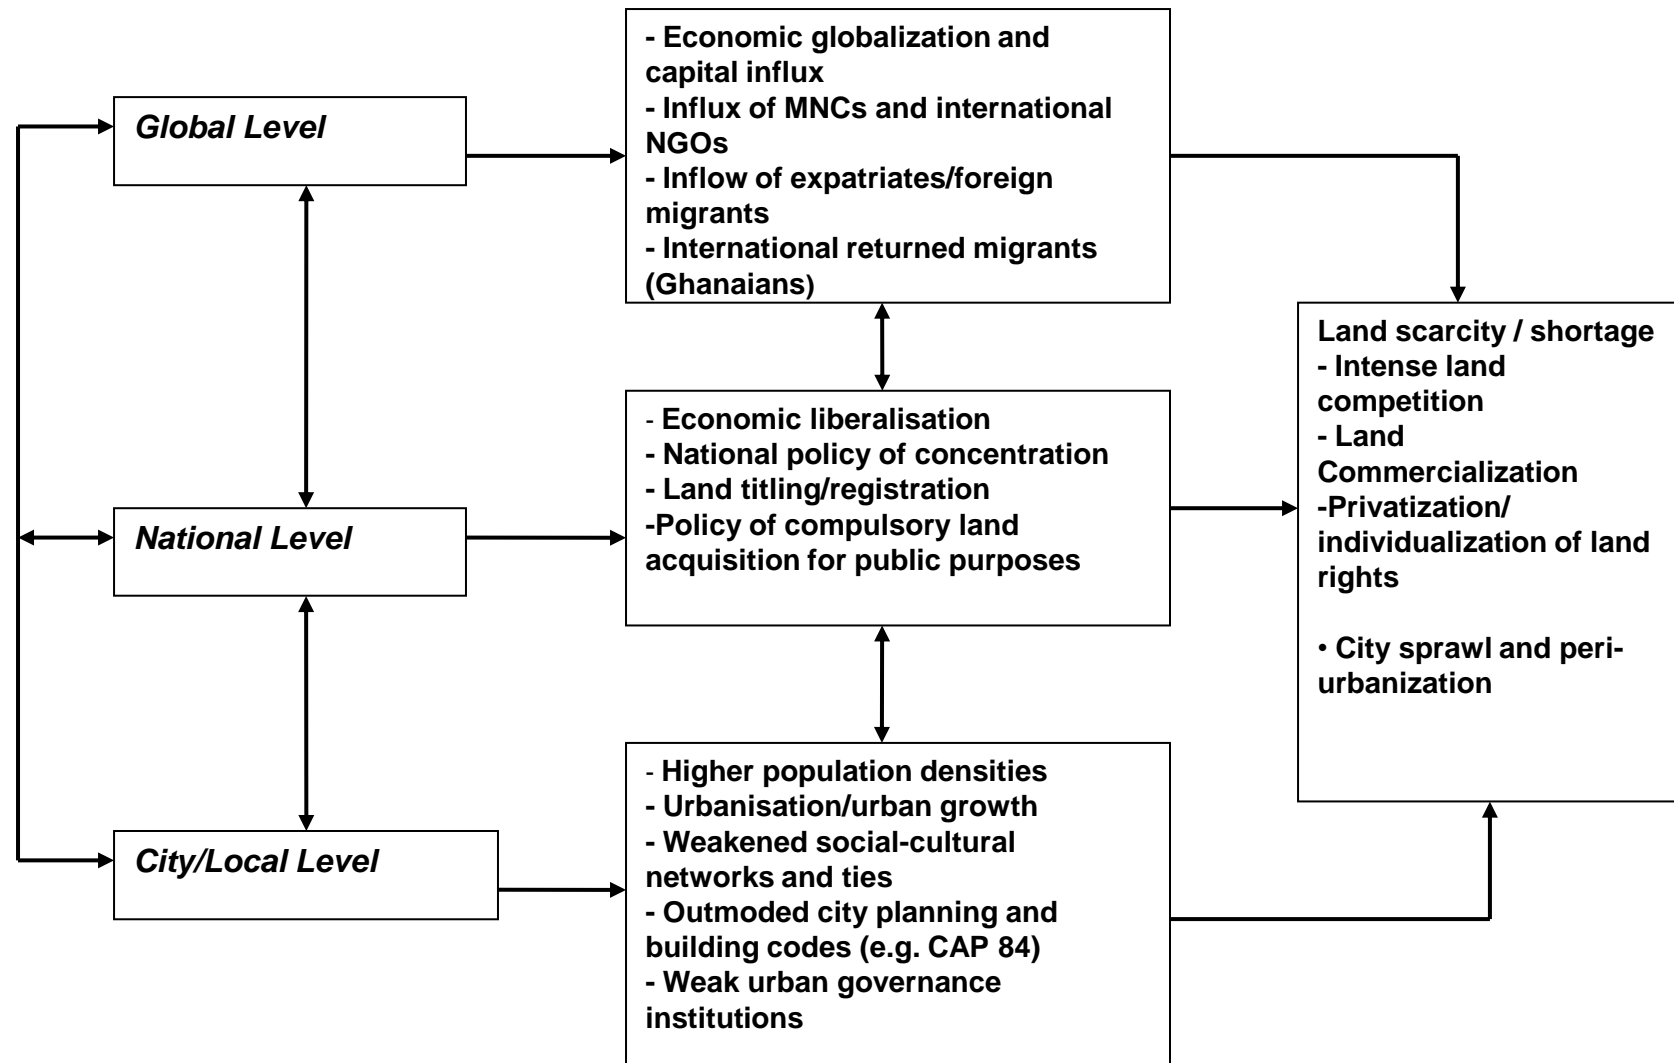 Global Level
- Economic globalization and
capital influx
- Influx of MNCs and international
NGOs
- Inflow of expatriates/foreign
migrants
- International returned migrants
(Ghanaians)
National Level
- Economic liberalisation
- National policy of concentration
- Land titling/registration
-Policy of compulsory land
acquisition for public purposes
City/Local Level
- Higher population densities
- Urbanisation/urban growth
- Weakened social-cultural
networks and ties
- Outmoded city planning and
building codes (e.g. CAP 84)
- Weak urban governance
institutions
Land scarcity / shortage
- Intense land
competition
- Land
Commercialization
-Privatization/
individualization of land
rights
• City sprawl and peri-
urbanization